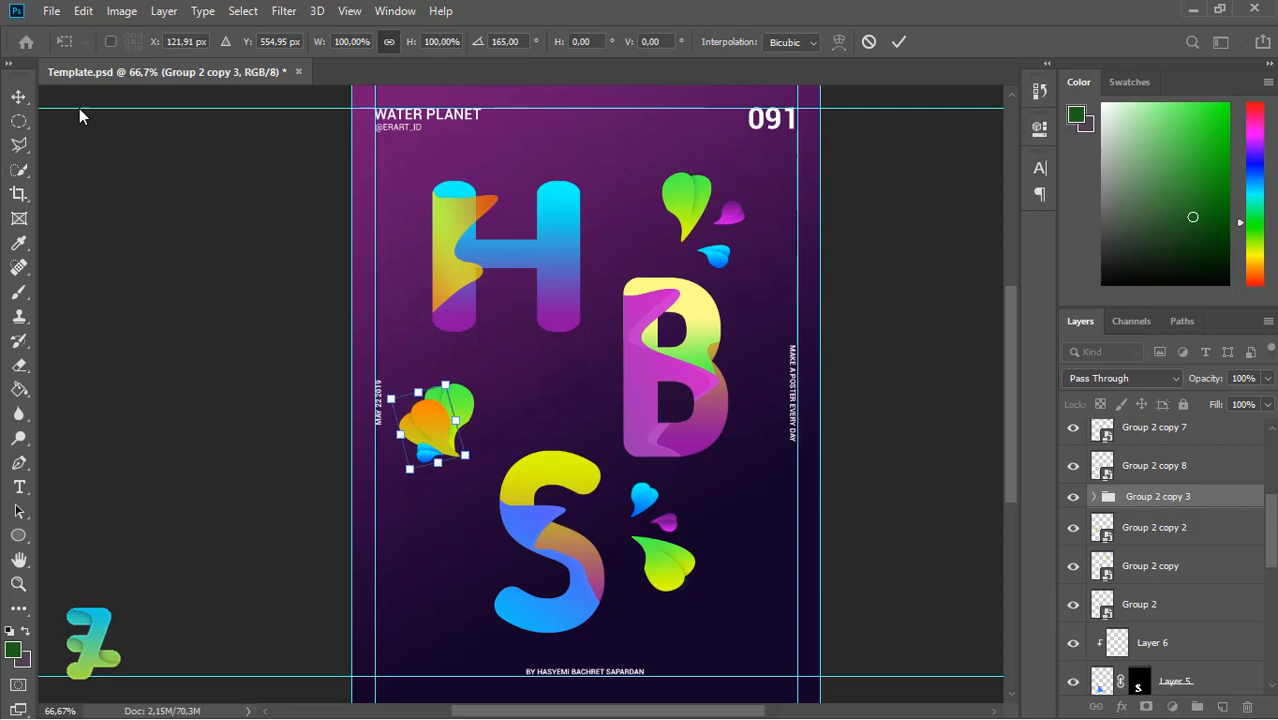 Ps File Edit Image Layer Type Select Filter 3D View Window Help
X: 121,91 px Y: 554,95 px W: 100,00% H: 100,00% 165,00 ° H: 0,00 ° V: 0,00 ° Interpolation: Bicubic
Template.psd @ 66,7% (Group 2 copy 3, RGB/8) * ×
Color Swatches
WATER PLANET
@ERART_ID
091
H
B
S
MAY 22 2019
MAKE A POSTER EVERY DAY
BY HASYEMI BACHRET SAPARDAN
Layers Channels Paths
Kind
Pass Through Opacity: 100%
Lock: Fill: 100%
Group 2 copy 7
Group 2 copy 8
Group 2 copy 3
Group 2 copy 2
Group 2 copy
Group 2
Layer 6
Layer 5
66,67% Doc: 2,15M/70,3M